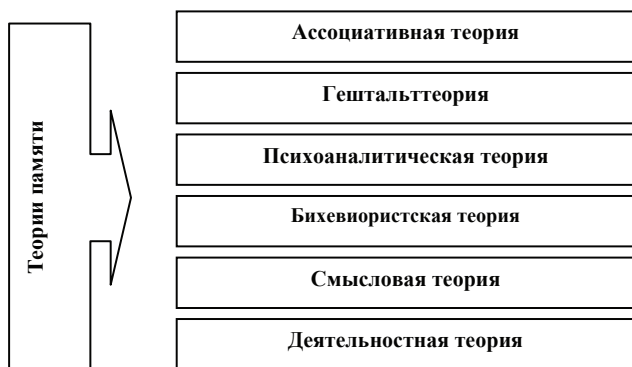 Теории памяти
Ассоциативная теория
Гештальттеория
Психоаналитическая теория
Бихевиористская теория
Смысловая теория
Деятельностная теория